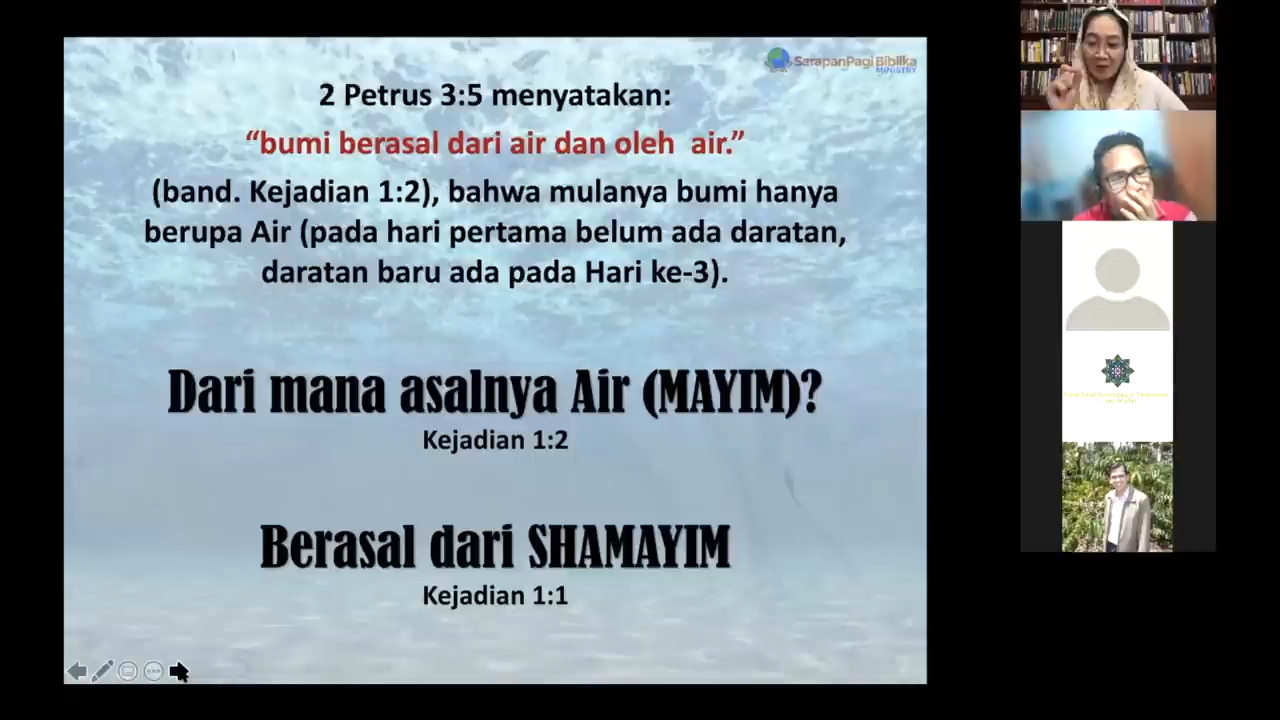 SarapanPagi Biblika
MINISTRY
2 Petrus 3:5 menyatakan:
“bumi berasal dari air dan oleh air.”
(band. Kejadian 1:2), bahwa mulanya bumi hanya
berupa Air (pada hari pertama belum ada daratan,
daratan baru ada pada Hari ke-3).
Dari mana asalnya Air (MAYIM)?
Kejadian 1:2
Berasal dari SHAMAYIM
Kejadian 1:1